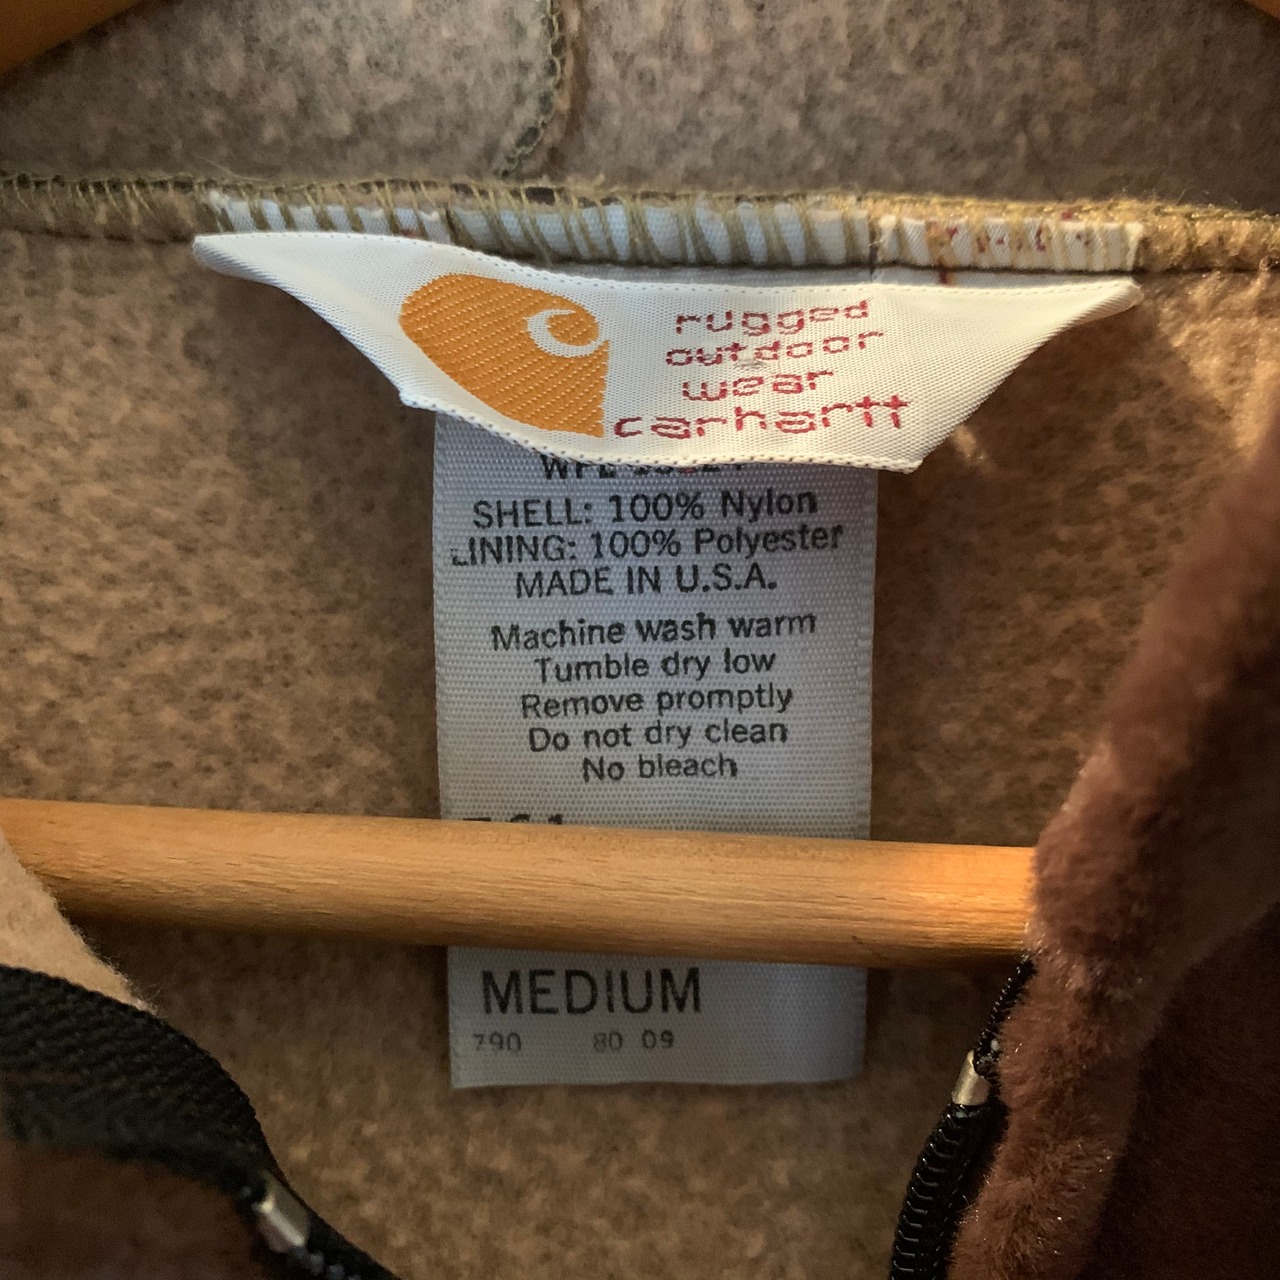 rugged
outdoor
wear
carhartt
SHELL: 100% Nylon
LINING: 100% Polyester
MADE IN U.S.A.
Machine wash warm
Tumble dry low
Remove promptly
Do not dry clean
No bleach
MEDIUM
790 80 09